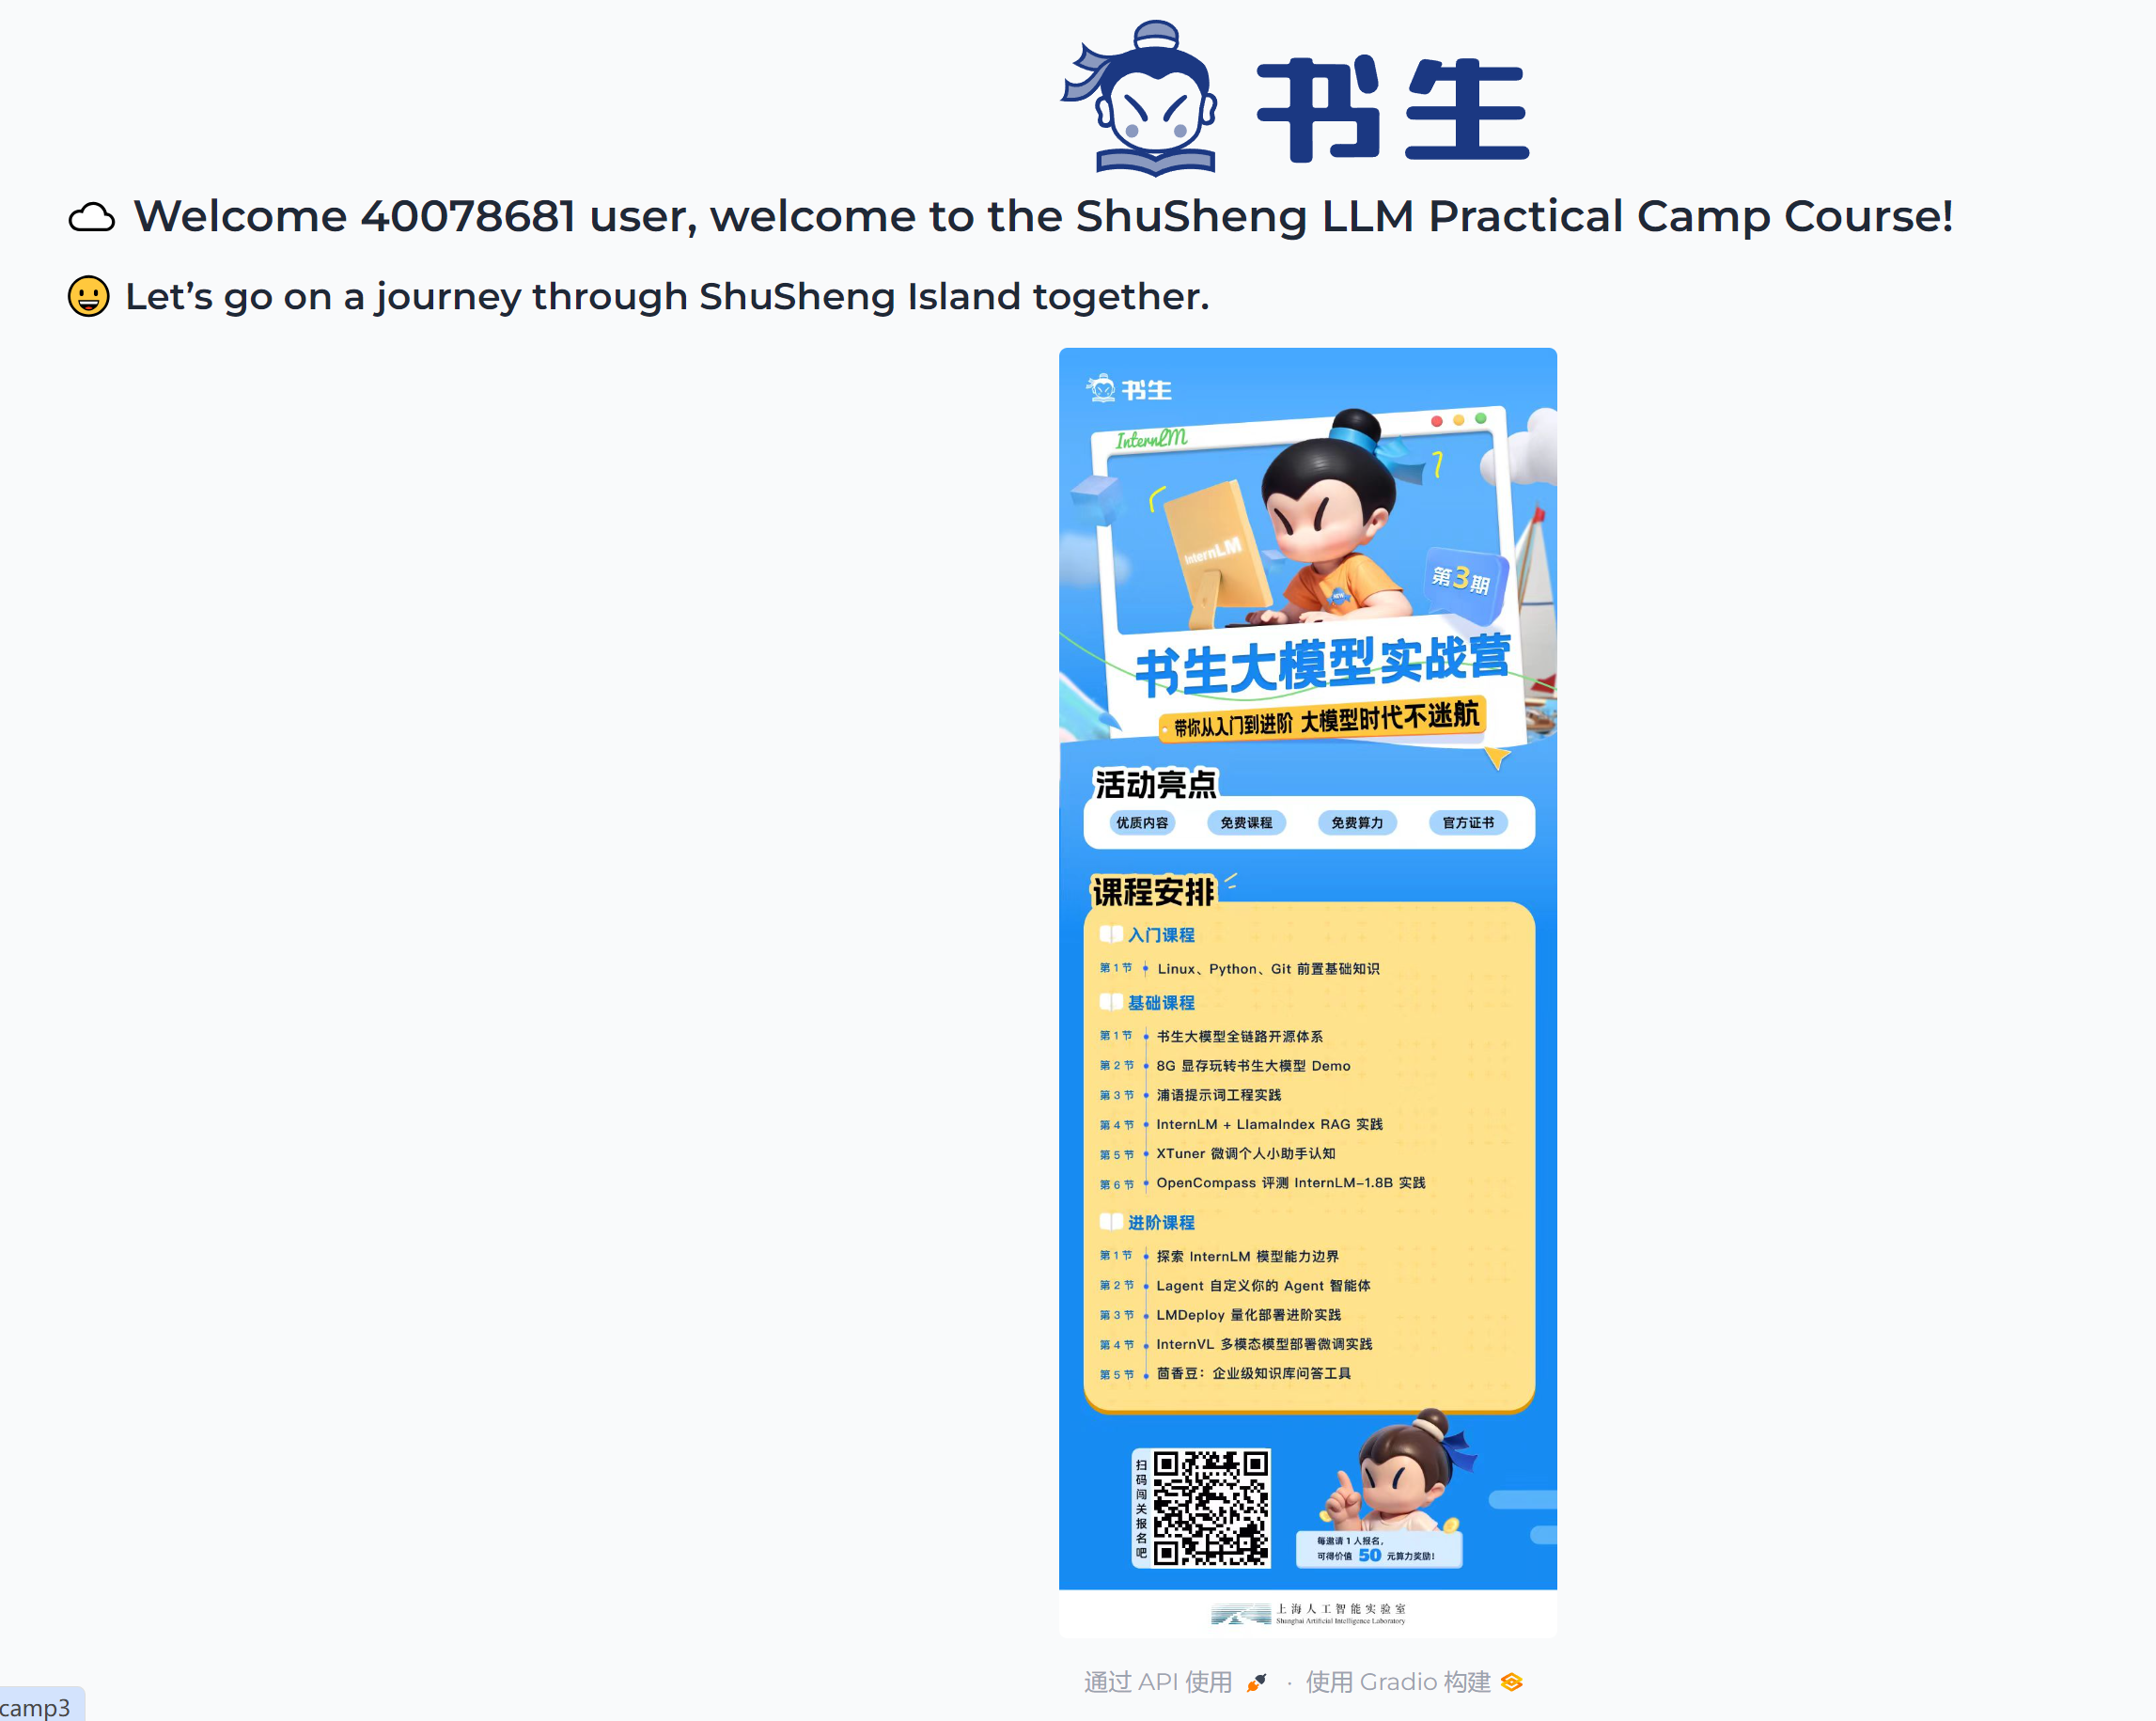 书生
Welcome 40078681 user, welcome to the ShuSheng LLM Practical Camp Course!
Let's go on a journey through ShuSheng Island together.
书生
InternLM
InternLM
NEW
第3期
书生大模型实战营
带你从入门到进阶 大模型时代不迷航
活动亮点
优质内容 免费课程 免费算力 官方证书
课程安排
入门课程
第1节 Linux、Python、Git 前置基础知识
基础课程
第1节 书生大模型全链路开源体系
第2节 8G 显存玩转书生大模型 Demo
第3节 浦语提示词工程实践
第4节 InternLM + LlamaIndex RAG 实践
第5节 XTuner 微调个人小助手认知
第6节 OpenCompass 评测 InternLM-1.8B 实践
进阶课程
第1节 探索 InternLM 模型能力边界
第2节 Lagent 自定义你的 Agent 智能体
第3节 LMDeploy 量化部署进阶实践
第4节 InternVL 多模态模型部署微调实践
第5节 茴香豆：企业级知识库问答工具
扫码闯关报名吧
每邀请 1 人报名，
可得价值 50 元算力奖励！
上海人工智能实验室
Shanghai Artificial Intelligence Laboratory
通过 API 使用 · 使用 Gradio 构建
camp3